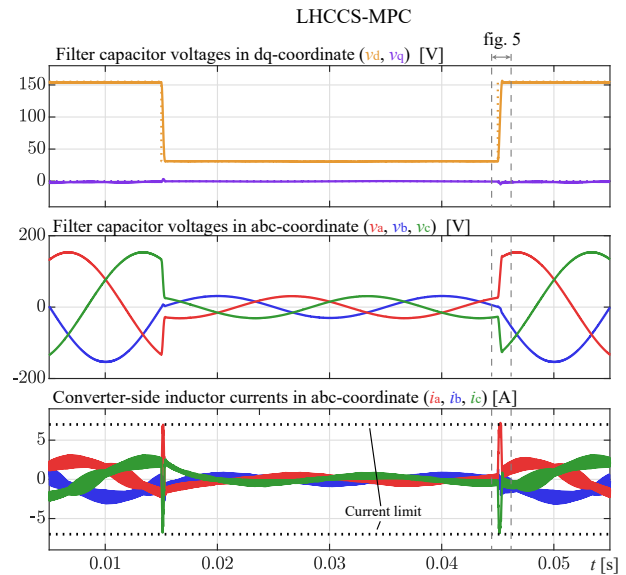 LHCCS-MPC
fig. 5
Filter capacitor voltages in dq-coordinate (vd, vq) [V]
150
100
50
0
Filter capacitor voltages in abc-coordinate (va, vb, vc) [V]
200
0
-200
Converter-side inductor currents in abc-coordinate (ia, ib, ic) [A]
5
0
-5
Current limit
0.01 0.02 0.03 0.04 0.05 t [s]